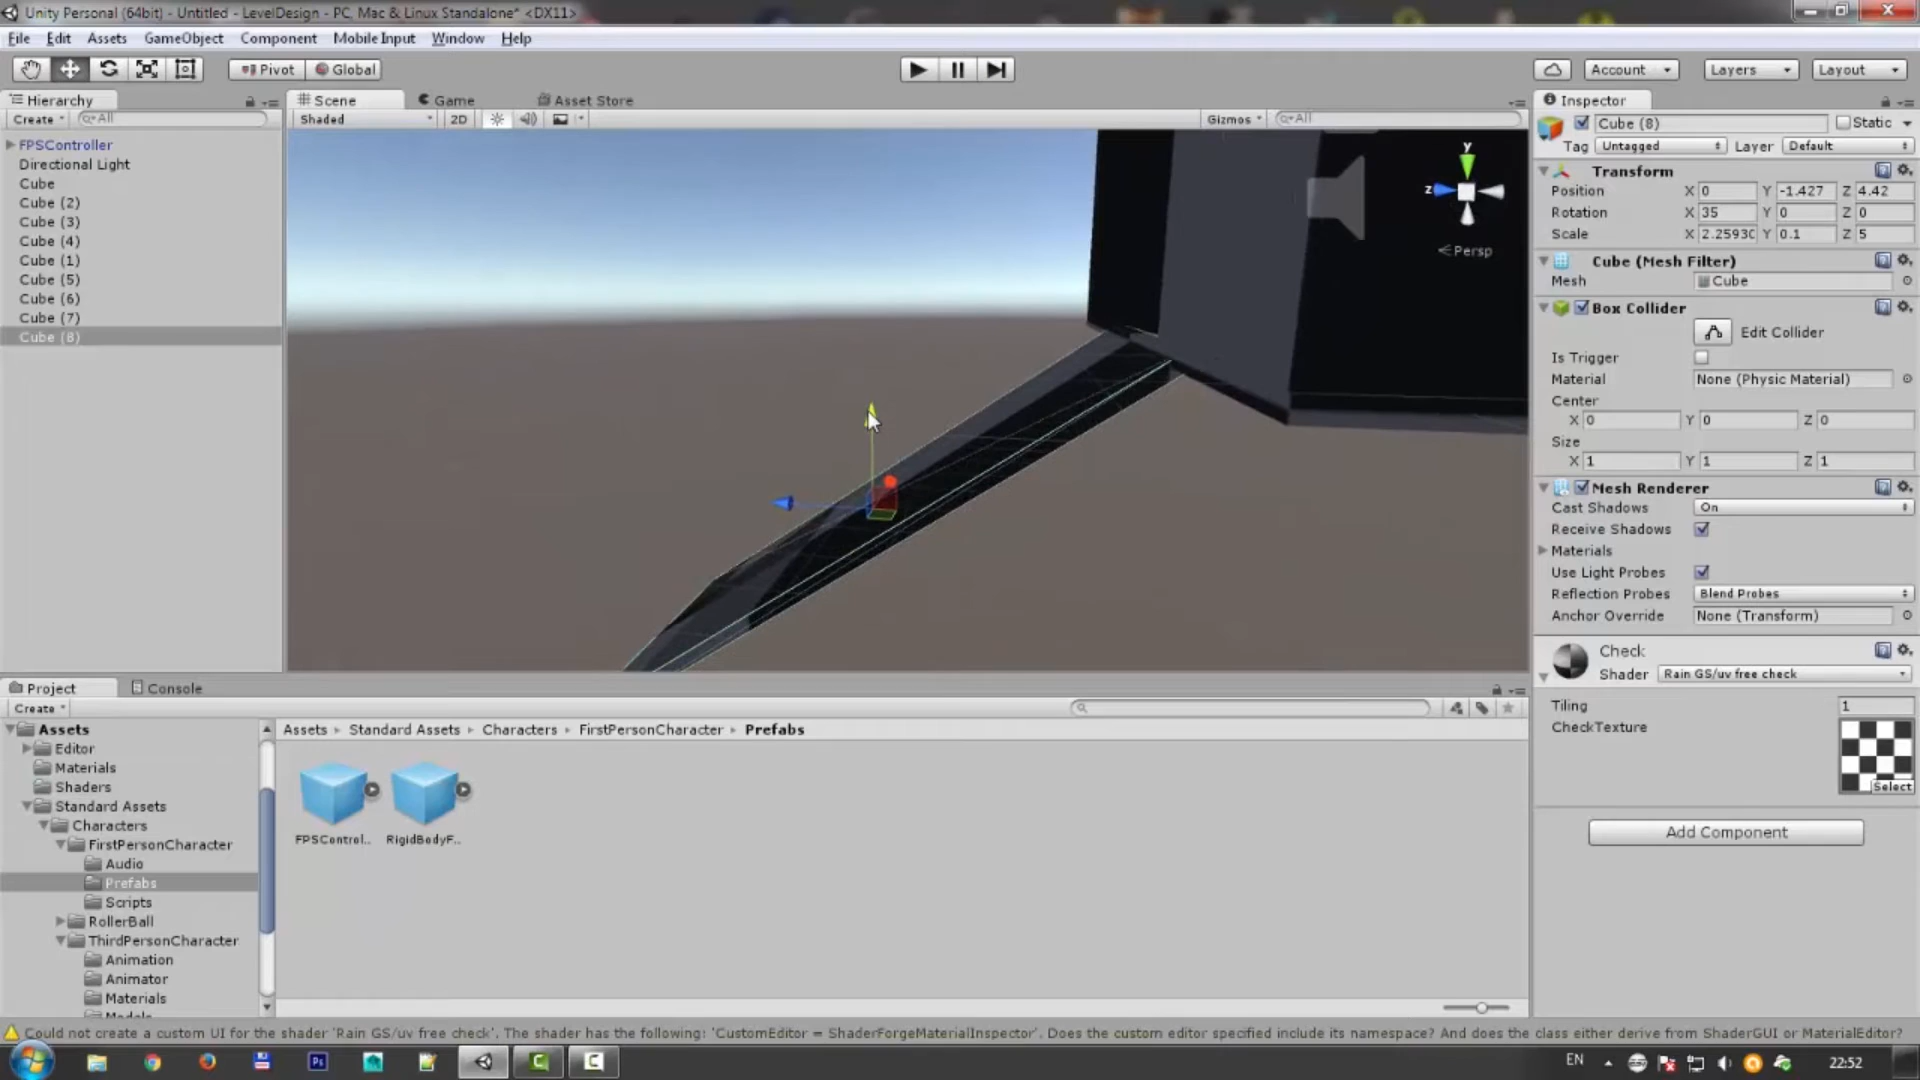 Unity Personal (64bit) - Untitled - LevelDesign - PC, Mac & Linux Standalone* <DX11>
File Edit Assets GameObject Component Mobile Input Window Help
Pivot Global Account Layers Layout
Hierarchy Scene Game Asset Store Inspector
Create All Shaded 2D Gizmos All Cube (8) Static
Tag Untagged Layer Default
FPSController
Directional Light
Cube
Cube (2)
Cube (3)
Cube (4)
Cube (1)
Cube (5)
Cube (6)
Cube (7)
Cube (8)
y
z
Persp
Transform
Position X 0 Y -1.427 Z 4.42
Rotation X 35 Y 0 Z 0
Scale X 2.2593 Y 0.1 Z 5
Cube (Mesh Filter)
Mesh Cube
Box Collider
Edit Collider
Is Trigger
Material None (Physic Material)
Center
X 0 Y 0 Z 0
Size
X 1 Y 1 Z 1
Mesh Renderer
Cast Shadows On
Receive Shadows
Materials
Use Light Probes
Reflection Probes Blend Probes
Anchor Override None (Transform)
Check
Shader Rain GS/uv free check
Tiling 1
CheckTexture
Select
Add Component
Project Console
Create
Assets
Editor
Materials
Shaders
Standard Assets
Characters
FirstPersonCharacter
Audio
Prefabs
Scripts
RollerBall
ThirdPersonCharacter
Animation
Animator
Materials
Assets Standard Assets Characters FirstPersonCharacter Prefabs
FPSControl.. RigidBodyF..
Could not create a custom UI for the shader 'Rain GS/uv free check'. The shader has the following: 'CustomEditor = ShaderForgeMaterialInspector'. Does the custom editor specified include its namespace? And does the class either derive from ShaderGUI or MaterialEditor?
Ps EN 22:52